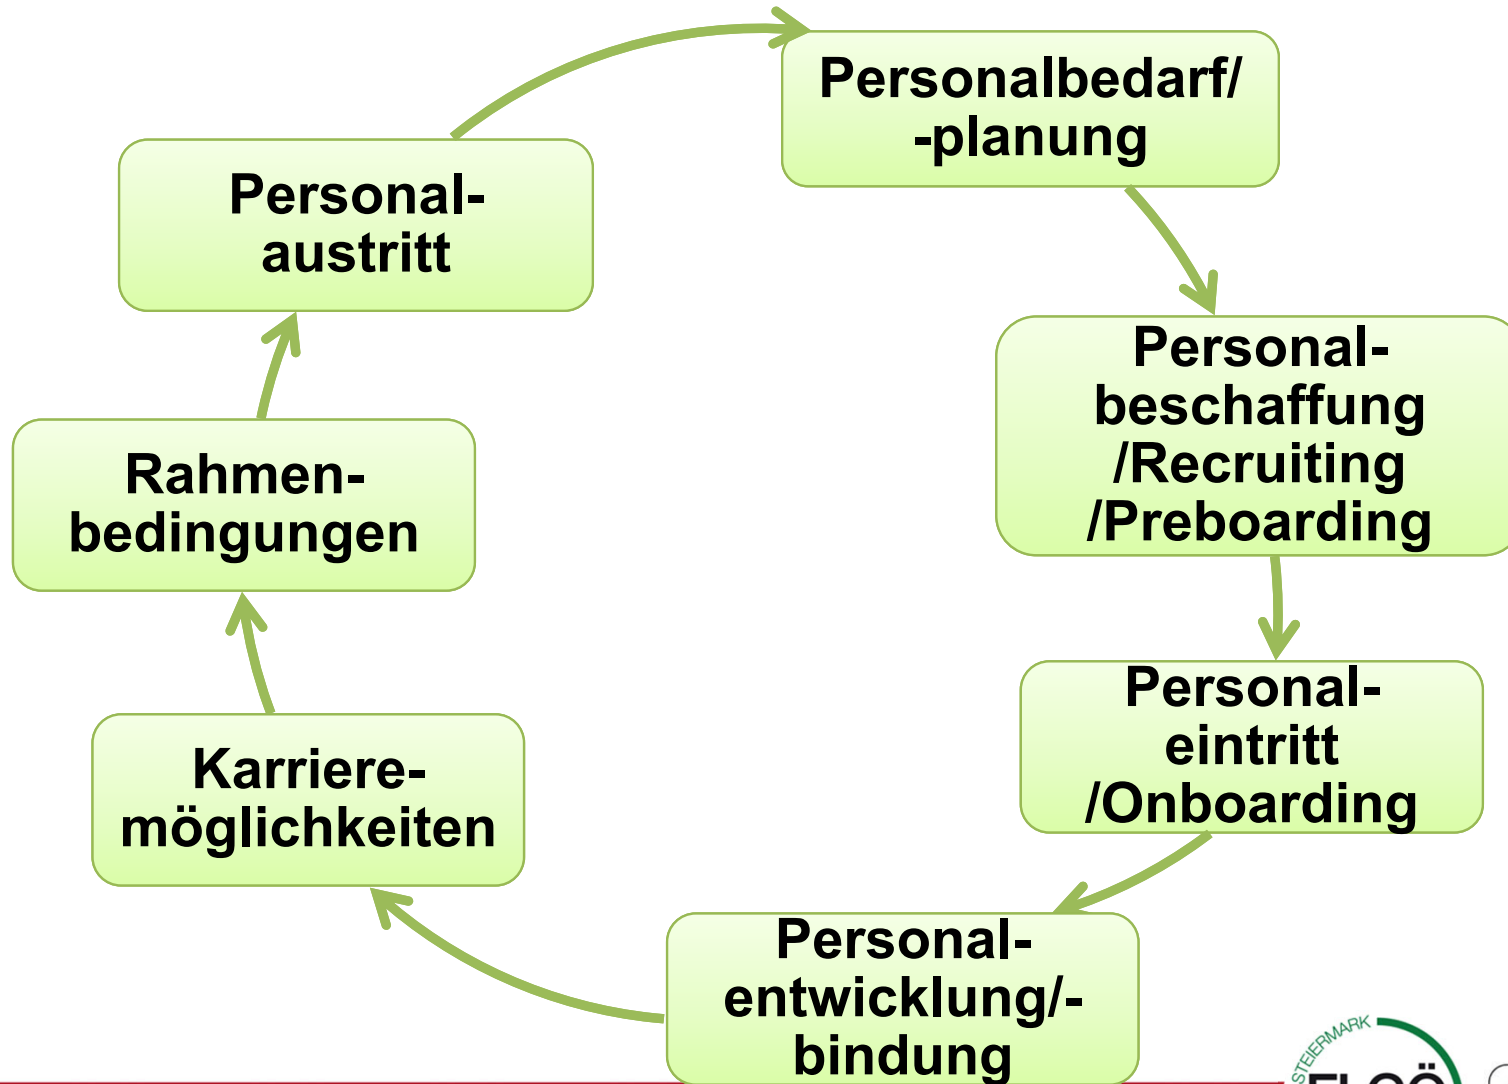 Personalbedarf/
-planung
Personal-
beschaffung
/Recruiting
/Preboarding
Personal-
eintritt
/Onboarding
Personal-
entwicklung/-
bindung
Karriere-
möglichkeiten
Rahmen-
bedingungen
Personal-
austritt
STEIERMARK